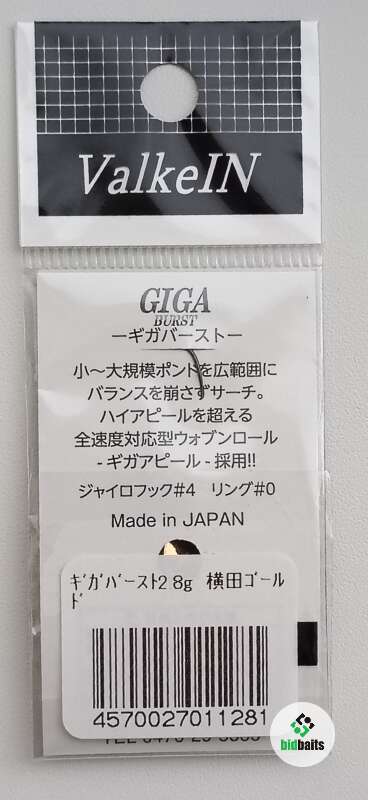 ValkeIN
GIGA
BURST
ーギガバーストー
小〜大規模ポンドを広範囲に
バランスを崩さずサーチ。
ハイアピールを超える
全速度対応型ウォブンロール
- ギガアピール - 採用!!
ジャイロフック#4 リング#0
Made in JAPAN
ｷﾞｶﾞﾊﾞｰｽﾄ2 8g 横田ｺﾞｰﾙ
ﾄﾞ
4570027011281
bidbaits